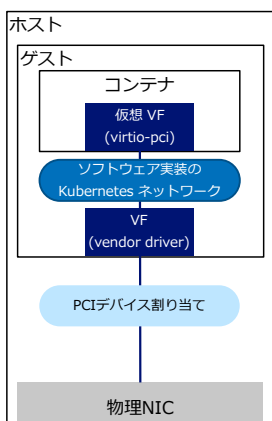 ホスト
ゲスト
コンテナ
仮想 VF
(virtio-pci)
ソフトウェア実装の
Kubernetes ネットワーク
VF
(vendor driver)
PCIデバイス割り当て
物理NIC